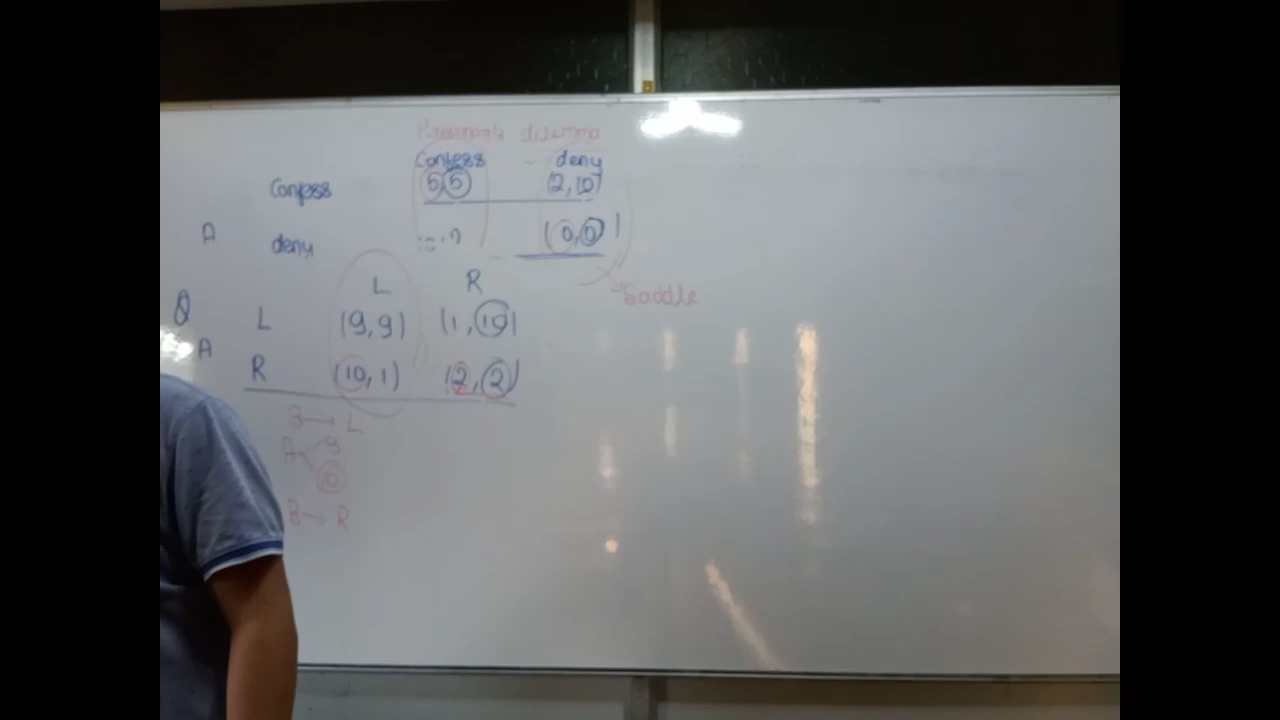 dilemma
Confess deny
Confess 5,5 (2,10)
A deny (0,0)
L R
Q L (9,9) (1,10)
A R (10,1) (2,2)
Saddle
B L
A 9
10
B → R